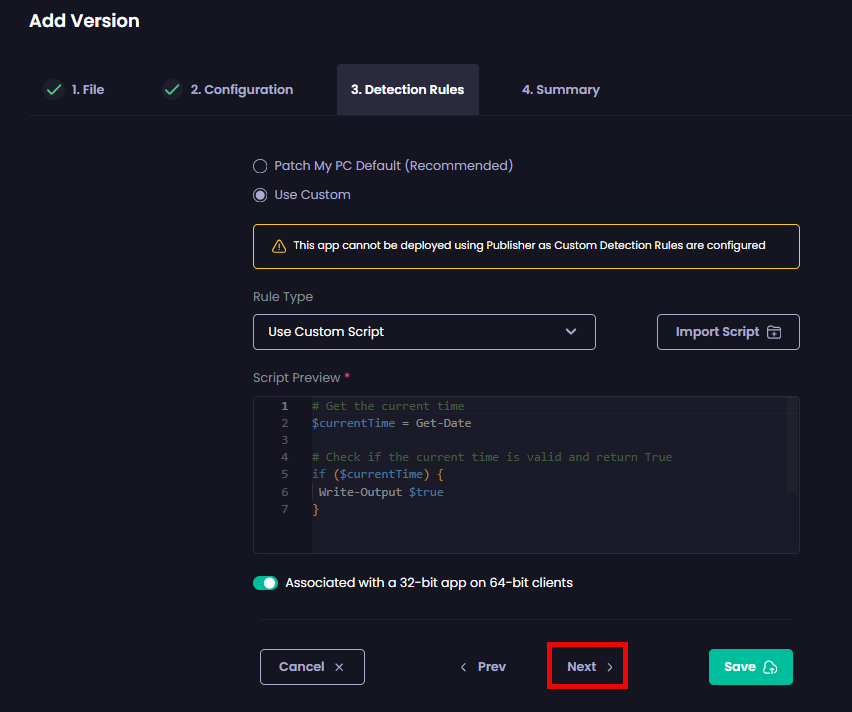 Add Version
1. File
2. Configuration
3. Detection Rules
4. Summary
Patch My PC Default (Recommended)
Use Custom
This app cannot be deployed using Publisher as Custom Detection Rules are configured
Rule Type
Use Custom Script
Import Script
Script Preview *
1 # Get the current time
2 $currentTime = Get-Date
3
4 # Check if the current time is valid and return True
5 if ($currentTime) {
6 Write-Output $true
7 }
Associated with a 32-bit app on 64-bit clients
Cancel
Prev
Next
Save